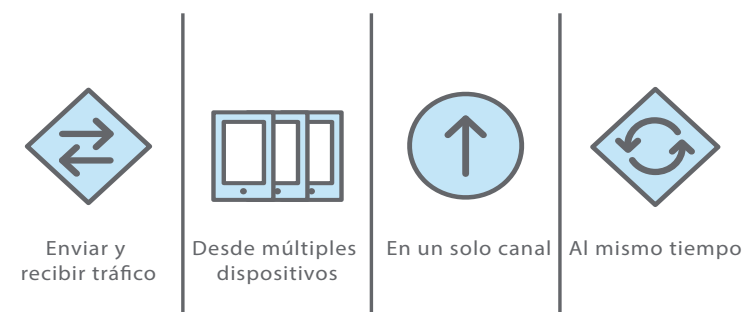 Enviar y
recibir tráfico
Desde múltiples
dispositivos
En un solo canal
Al mismo tiempo